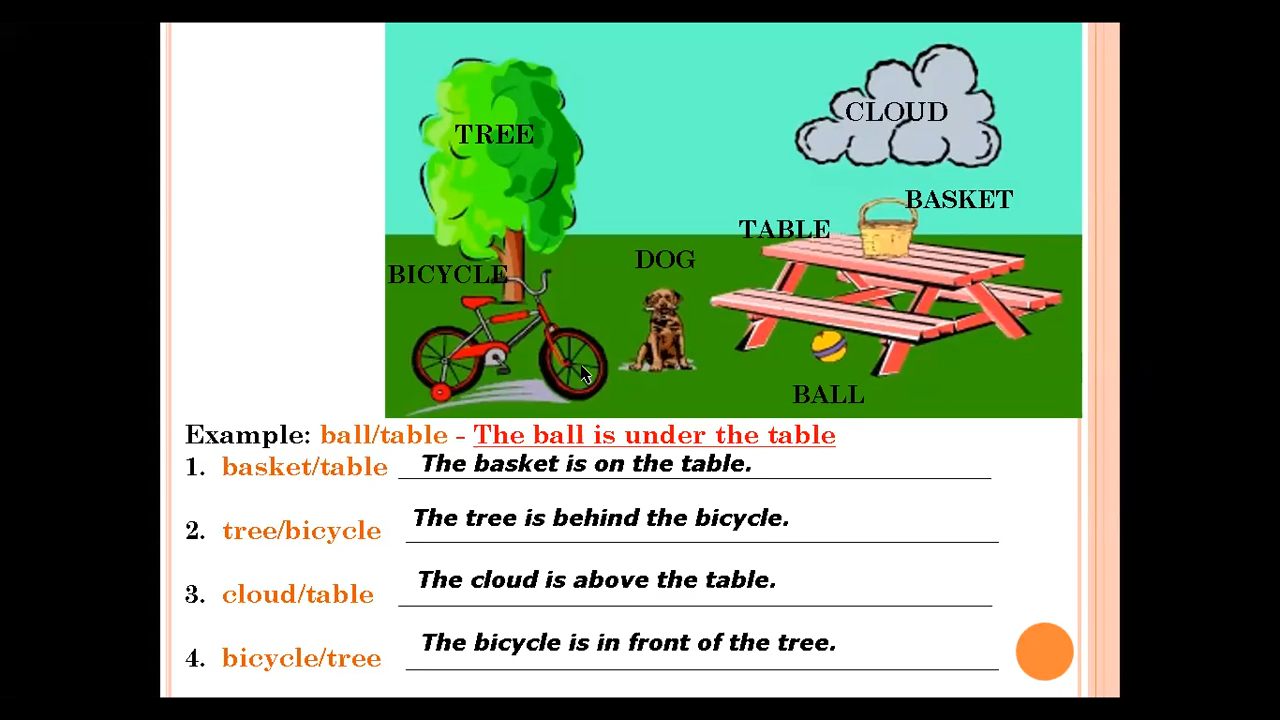 TREE
CLOUD
BASKET
TABLE
DOG
BICYCLE
BALL
Example: ball/table - The ball is under the table
1. basket/table The basket is on the table.
2. tree/bicycle The tree is behind the bicycle.
3. cloud/table The cloud is above the table.
4. bicycle/tree The bicycle is in front of the tree.